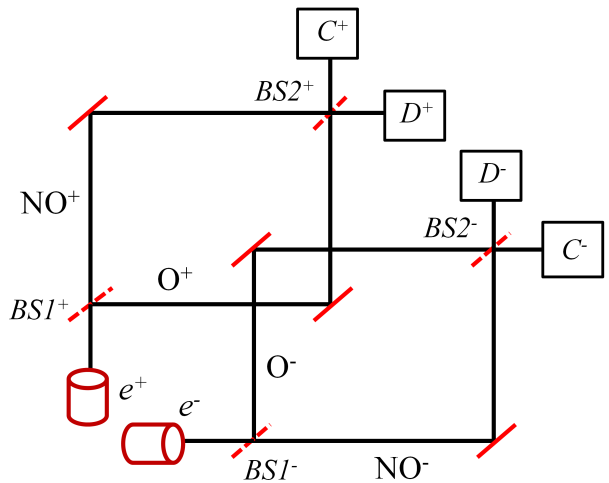 C⁺
BS2⁺
D⁺
D⁻
NO⁺
BS2⁻
C⁻
O⁺
BS1⁺
O⁻
e⁺
e⁻
BS1⁻
NO⁻